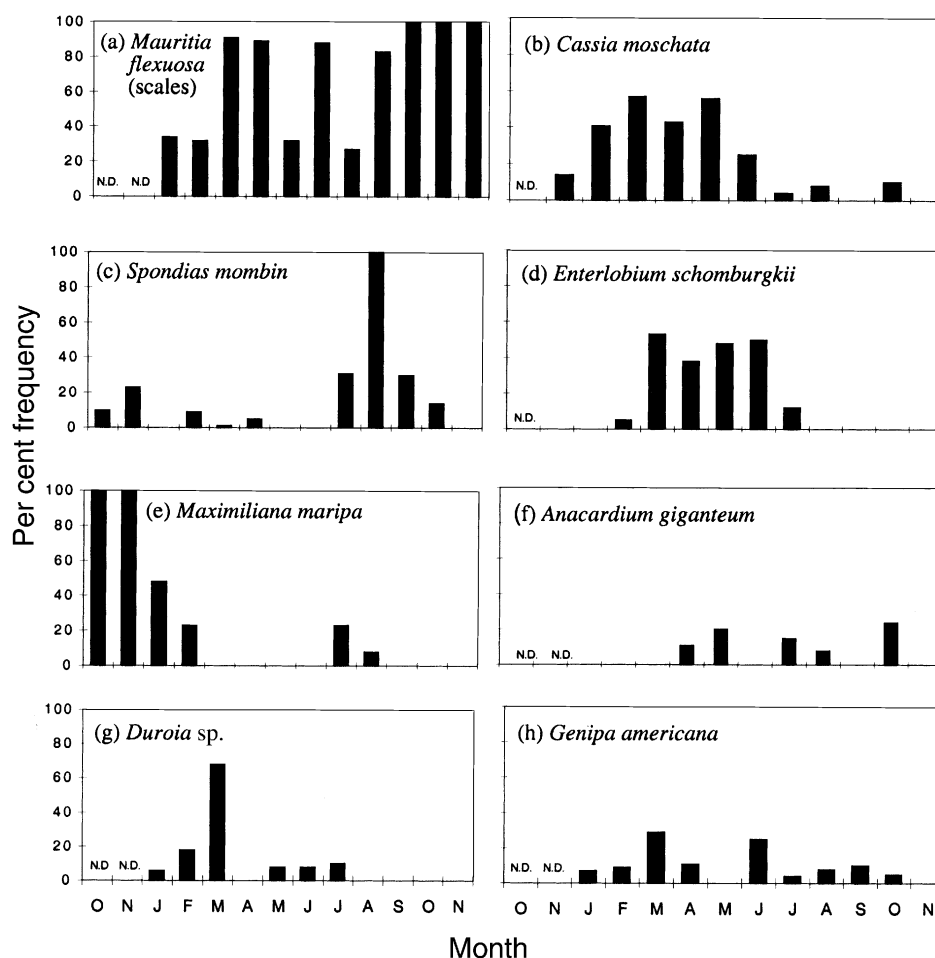 (a) Mauritia
flexuosa
(scales)
100
80
60
40
20
0
N.D. N.D
(b) Cassia moschata
N.D.
(c) Spondias mombin
100
80
60
40
20
0
(d) Enterlobium schomburgkii
N.D.
Per cent frequency
(e) Maximiliana maripa
100
80
60
40
20
0
(f) Anacardium giganteum
N.D. N.D.
(g) Duroia sp.
100
80
60
40
20
0
N.D N.D.
O N J F M A M J J A S O N
(h) Genipa americana
N.D. N.D.
O N J F M A M J J A S O N
Month